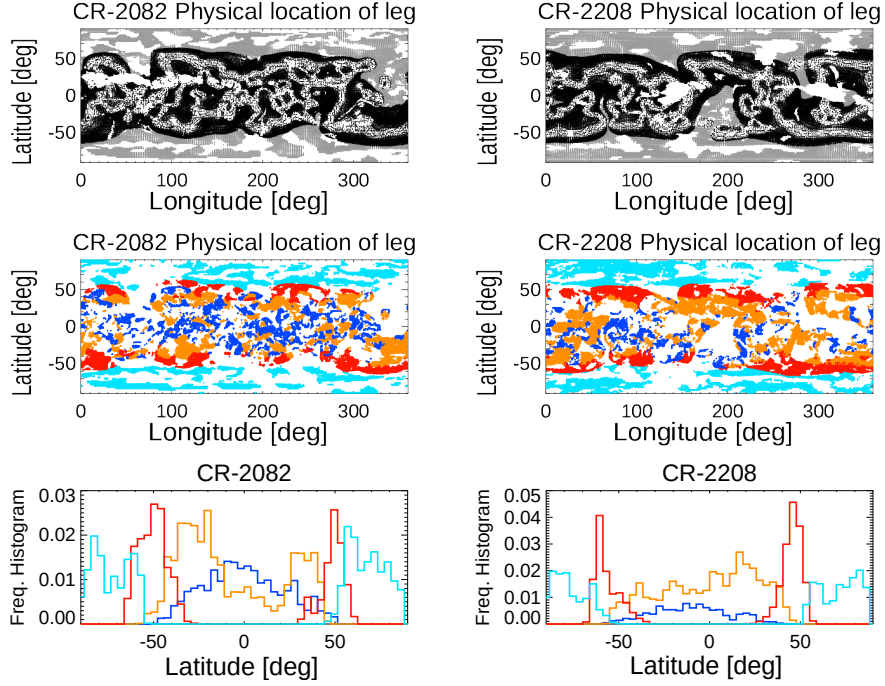 CR-2082 Physical location of leg
CR-2208 Physical location of leg
Latitude [deg]
50
0
-50
0
100
200
300
Longitude [deg]
Latitude [deg]
50
0
-50
0
100
200
300
Longitude [deg]
CR-2082 Physical location of leg
CR-2208 Physical location of leg
Latitude [deg]
50
0
-50
0
100
200
300
Longitude [deg]
Latitude [deg]
50
0
-50
0
100
200
300
Longitude [deg]
CR-2082
CR-2208
Freq. Histogram
0.03
0.02
0.01
0.00
-50
0
50
Latitude [deg]
Freq. Histogram
0.05
0.04
0.03
0.02
0.01
0.00
-50
0
50
Latitude [deg]